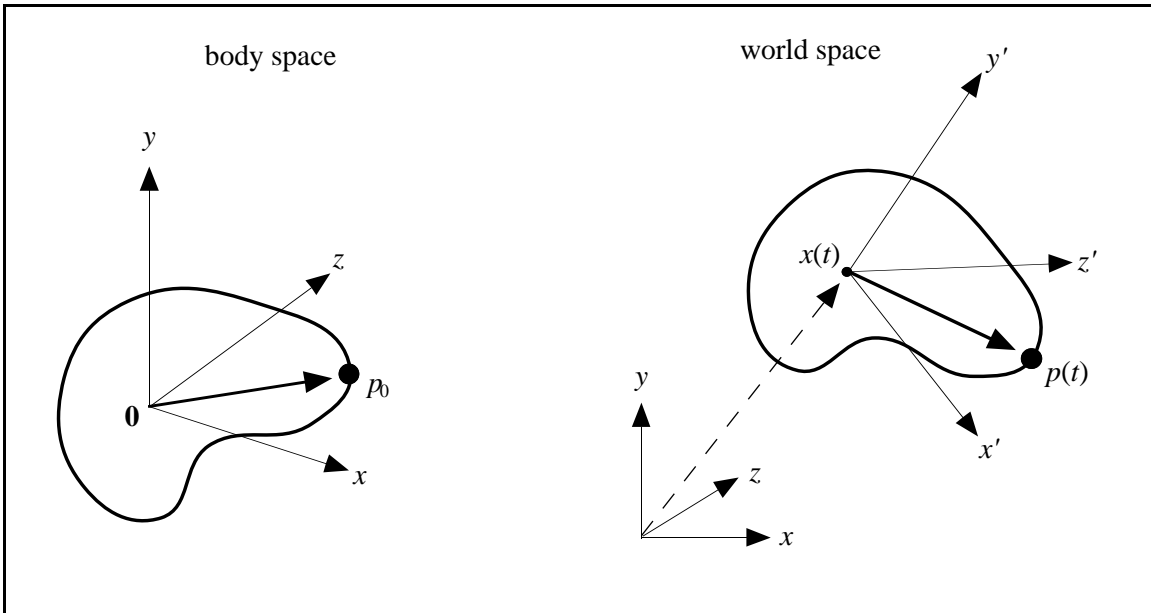 body space
y
z
p0
0
x
world space
y′
x(t)
z′
p(t)
x′
y
z
x